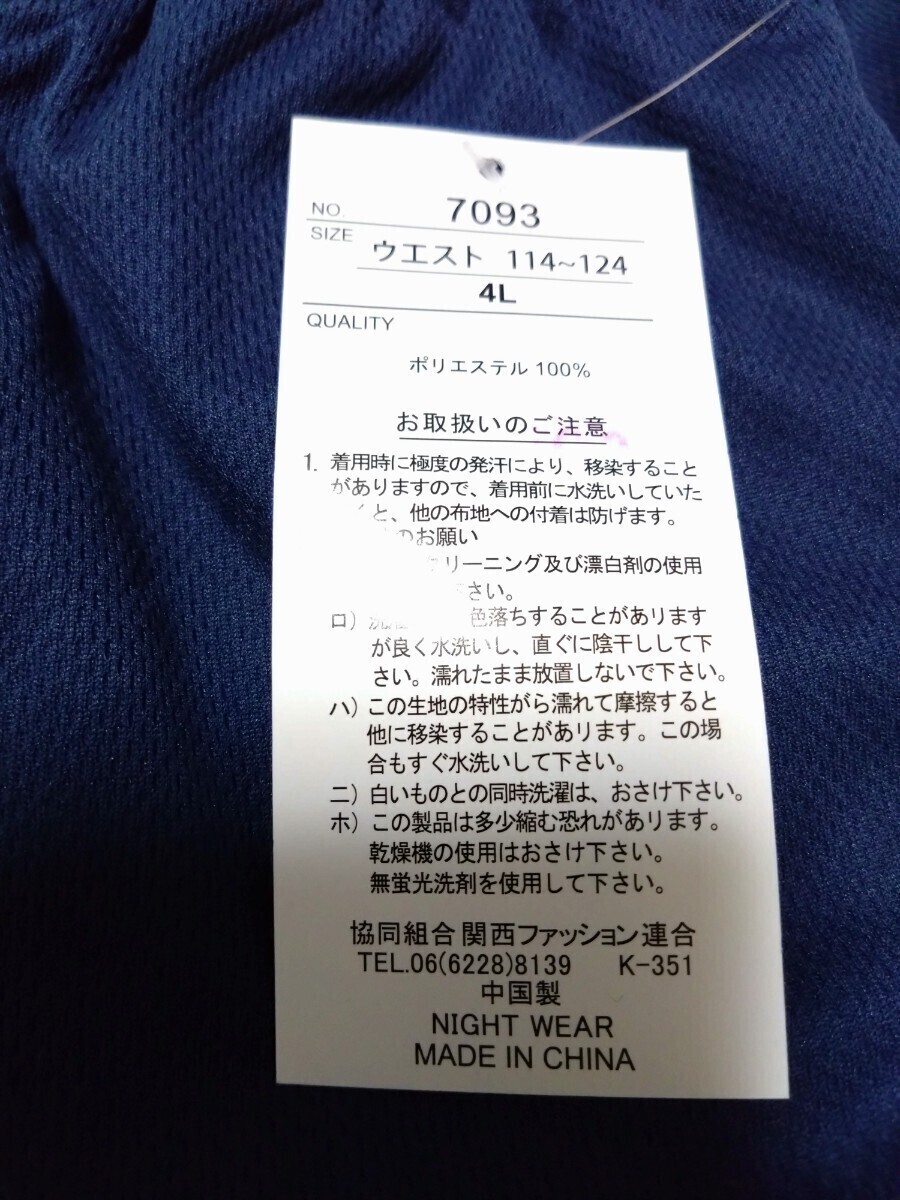 NO. 7093
SIZE ウエスト 114~124
4L
QUALITY
ポリエステル 100%
お取扱いのご注意
1. 着用時に極度の発汗により、移染すること
がありますので、着用前に水洗いしていた
くと、他の布地への付着は防げます。
のお願い
リーニング及び漂白剤の使用
さい。
ロ) 色落ちすることがあります
が良く水洗いし、直ぐに陰干しして下
さい。濡れたまま放置しないで下さい。
ハ) この生地の特性がら濡れて摩擦すると
他に移染することがあります。この場
合もすぐ水洗いして下さい。
ニ) 白いものとの同時洗濯は、おさけ下さい。
ホ) この製品は多少縮む恐れがあります。
乾燥機の使用はおさけ下さい。
無蛍光洗剤を使用して下さい。
協同組合関西ファッション連合
TEL.06(6228)8139 K-351
中国製
NIGHT WEAR
MADE IN CHINA